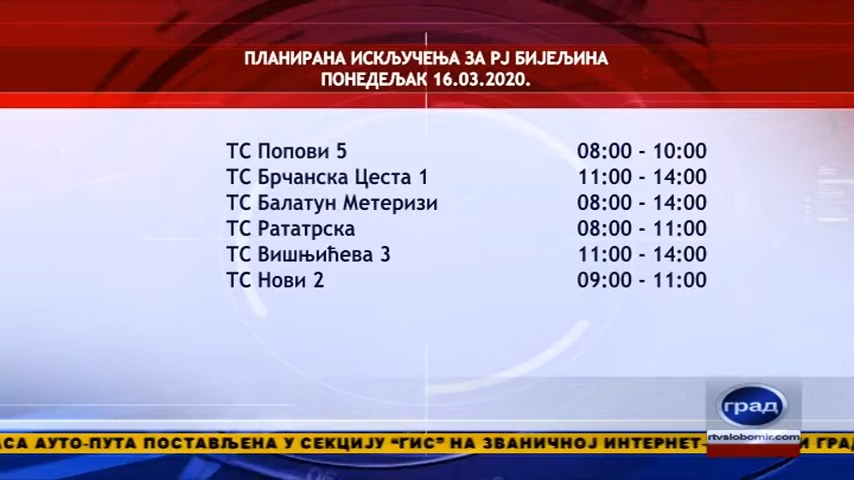 ПЛАНИРАНА ИСКЉУЧЕЊА ЗА РЈ БИЈЕЉИНА
ПОНЕДЕЉАК 16.03.2020.
ТС Попови 5 08:00 - 10:00
ТС Брчанска Цеста 1 11:00 - 14:00
ТС Балатун Метеризи 08:00 - 14:00
ТС Рататрска 08:00 - 11:00
ТС Вишњићева 3 11:00 - 14:00
ТС Нови 2 09:00 - 11:00
град
rtvslobomir.com
АСА АУТО-ПУТА ПОСТАВЉЕНА У СЕКЦИЈУ “ГИС” НА ЗВАНИЧНОЈ ИНТЕРНЕТ- И ГРАД